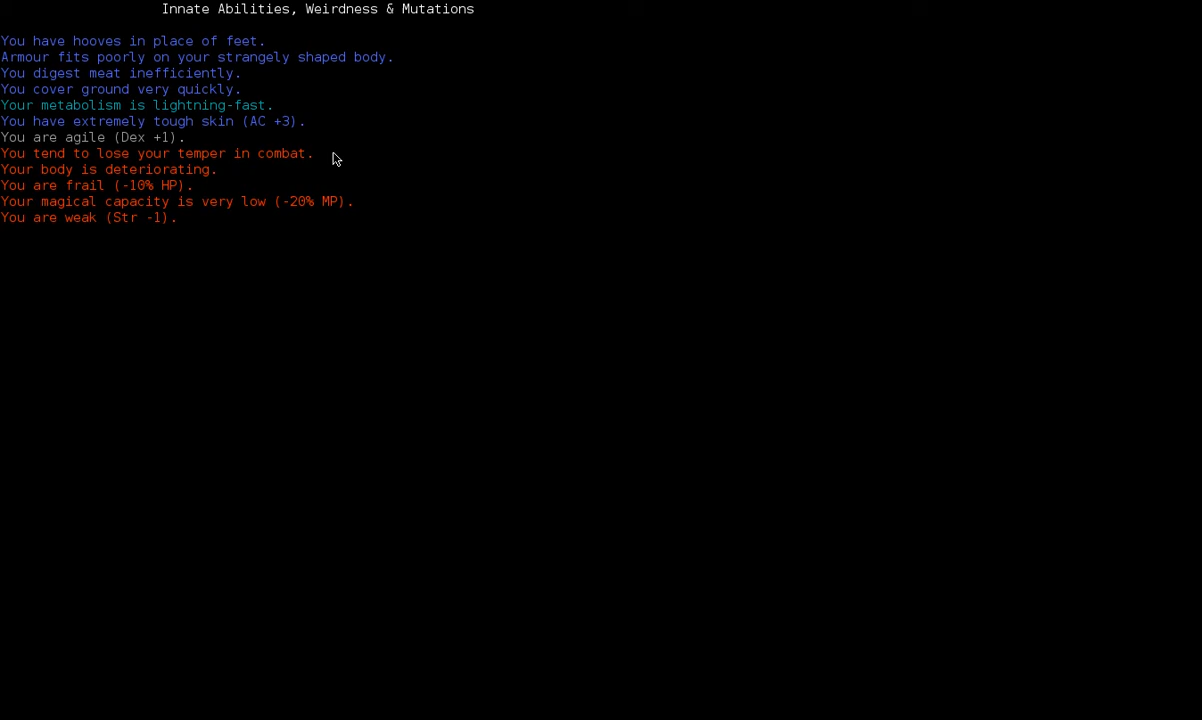 Innate Abilities, Weirdness & Mutations
You have hooves in place of feet.
Armour fits poorly on your strangely shaped body.
You digest meat inefficiently.
You cover ground very quickly.
Your metabolism is lightning-fast.
You have extremely tough skin (AC +3).
You are agile (Dex +1).
You tend to lose your temper in combat.
Your body is deteriorating.
You are frail (-10% HP).
Your magical capacity is very low (-20% MP).
You are weak (Str -1).